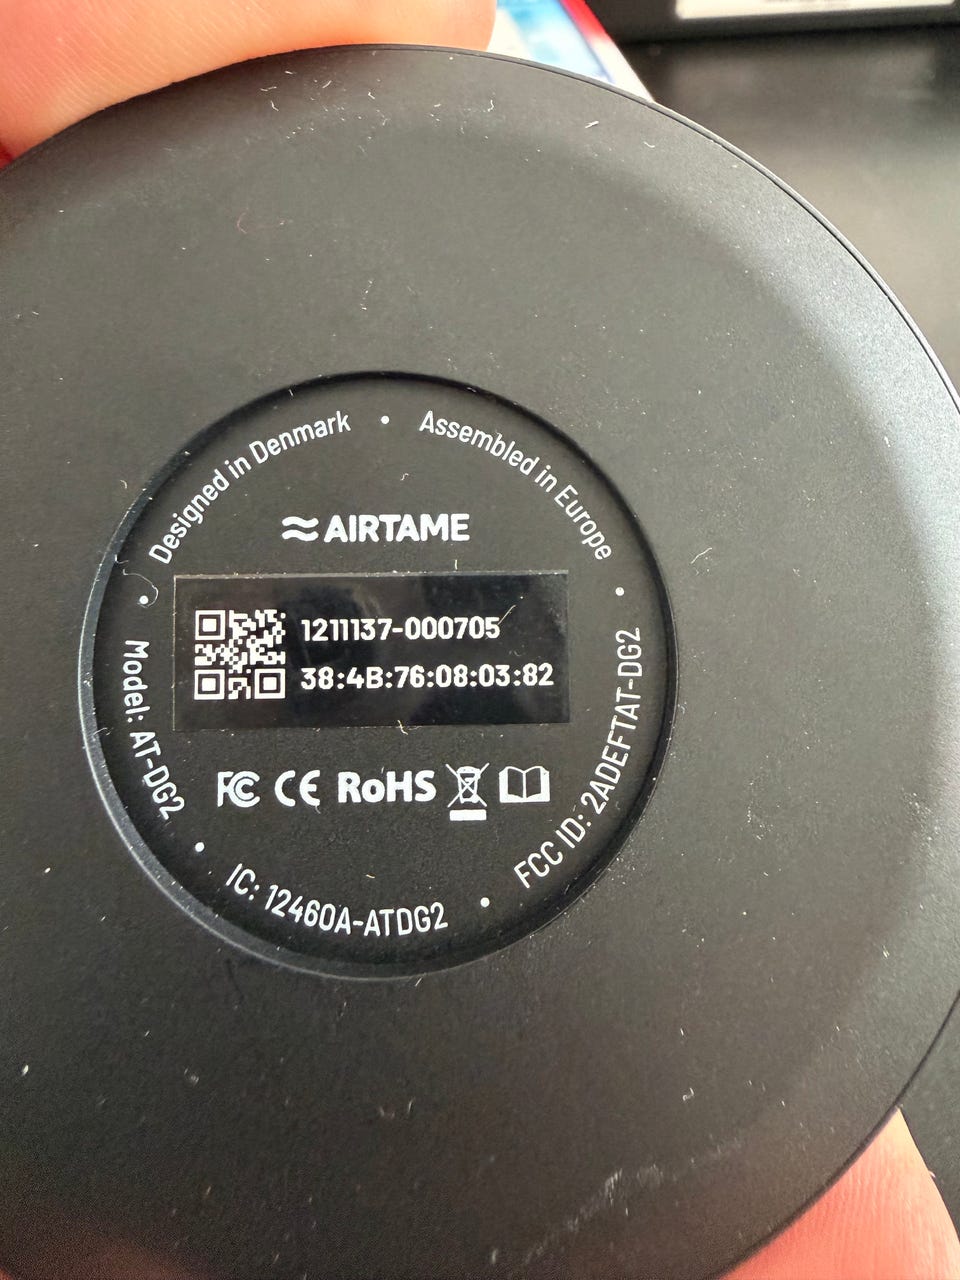 Designed in Denmark • Assembled in Europe •
AIRTAME
1211137-000705
38:4B:76:08:03:82
FC CE RoHS
Model: AT-DG2
IC: 12460A-ATDG2
FCC ID: 2ADEFTAT-DG2